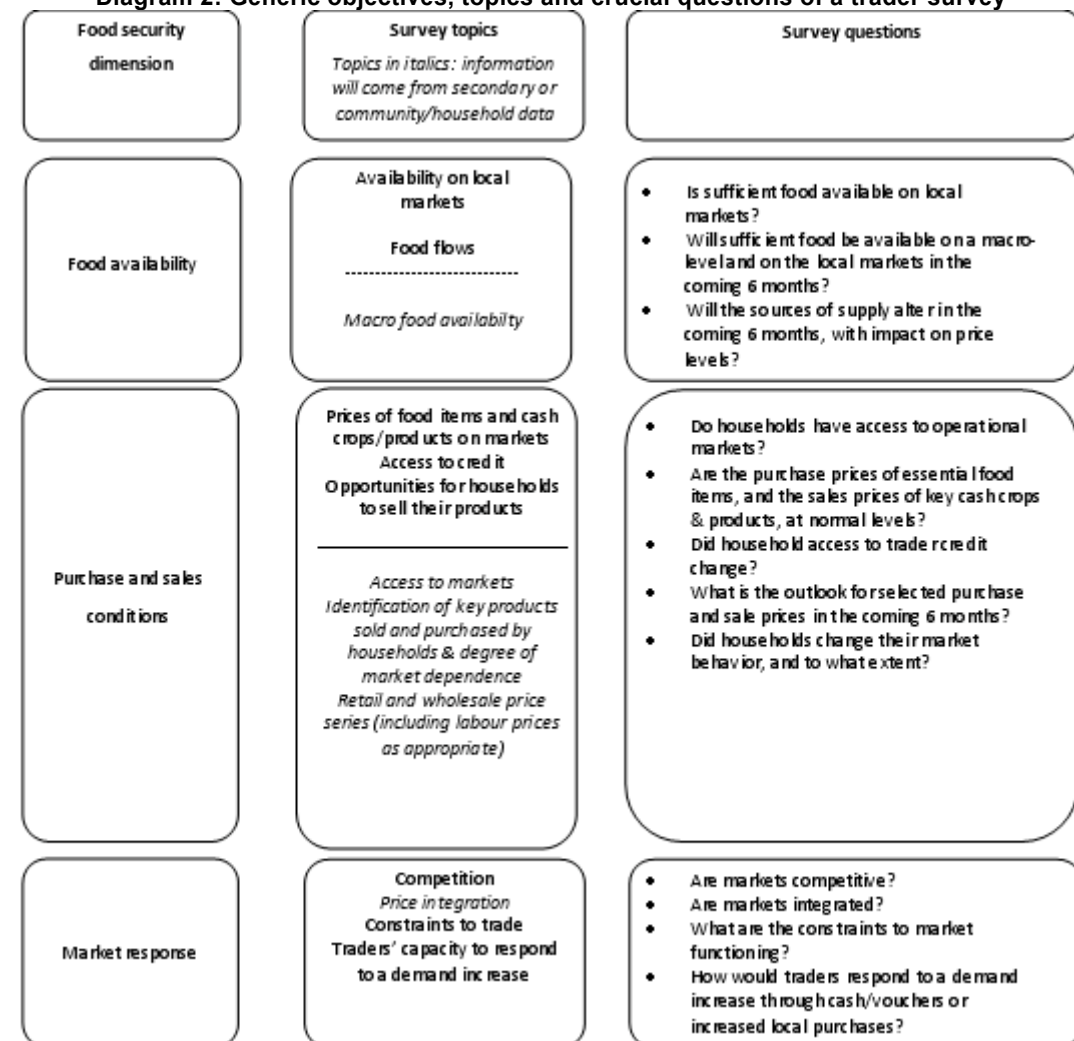 Diagram 2: Generic objectives, topics and crucial questions of a trader survey
Food security
dimension
Survey topics
Topics in italics: information
will come from secondary or
community/household data
Survey questions
Food availability
Availability on local
markets
Food flows
-----------------------------
Macro food availabilty
• Is sufficient food available on local
markets?
• Will sufficient food be available on a macro-
level and on the local markets in the
coming 6 months?
• Will the sources of supply alter in the
coming 6 months, with impact on price
levels?
Purchase and sales
conditions
Prices of food items and cash
crops/products on markets
Access to credit
Opportunities for households
to sell their products
Access to markets
Identification of key products
sold and purchased by
households & degree of
market dependence
Retail and wholesale price
series (including labour prices
as appropriate)
• Do households have access to operational
markets?
• Are the purchase prices of essential food
items, and the sales prices of key cash crops
& products, at normal levels?
• Did household access to trader credit
change?
• What is the outlook for selected purchase
and sale prices in the coming 6 months?
• Did households change their market
behavior, and to what extent?
Market response
Competition
Price integration
Constraints to trade
Traders' capacity to respond
to a demand increase
• Are markets competitive?
• Are markets integrated?
• What are the constraints to market
functioning?
• How would traders respond to a demand
increase through cash/vouchers or
increased local purchases?